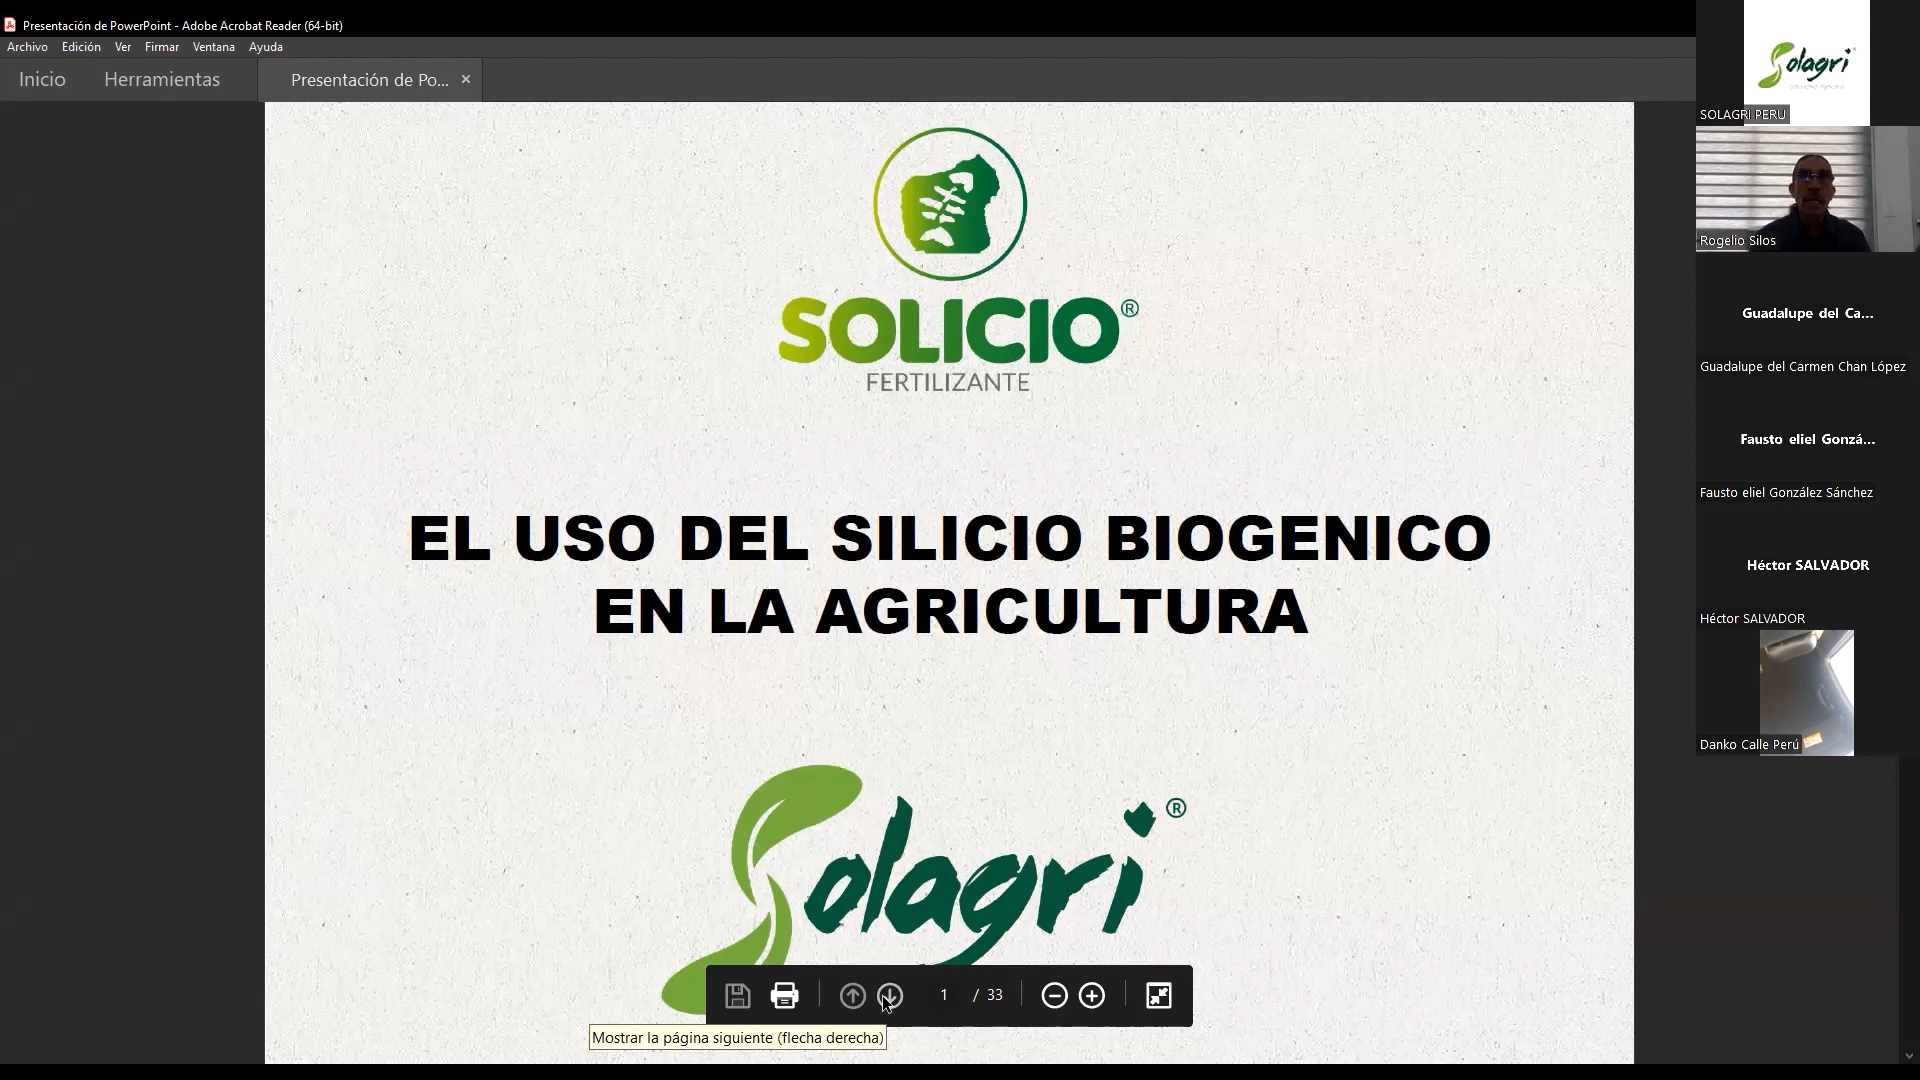 Presentación de PowerPoint - Adobe Acrobat Reader (64-bit)
Archivo Edición Ver Firmar Ventana Ayuda
Inicio Herramientas Presentación de Po... ×
SOLICIO®
FERTILIZANTE
EL USO DEL SILICIO BIOGENICO
EN LA AGRICULTURA
Solagri®
1 / 33
Mostrar la página siguiente (flecha derecha)
Solagri
SOLAGRI PERU
Rogelio Silos
Guadalupe del Ca...
Guadalupe del Carmen Chan López
Fausto eliel Gonzá...
Fausto eliel González Sánchez
Héctor SALVADOR
Héctor SALVADOR
Danko Calle Perú